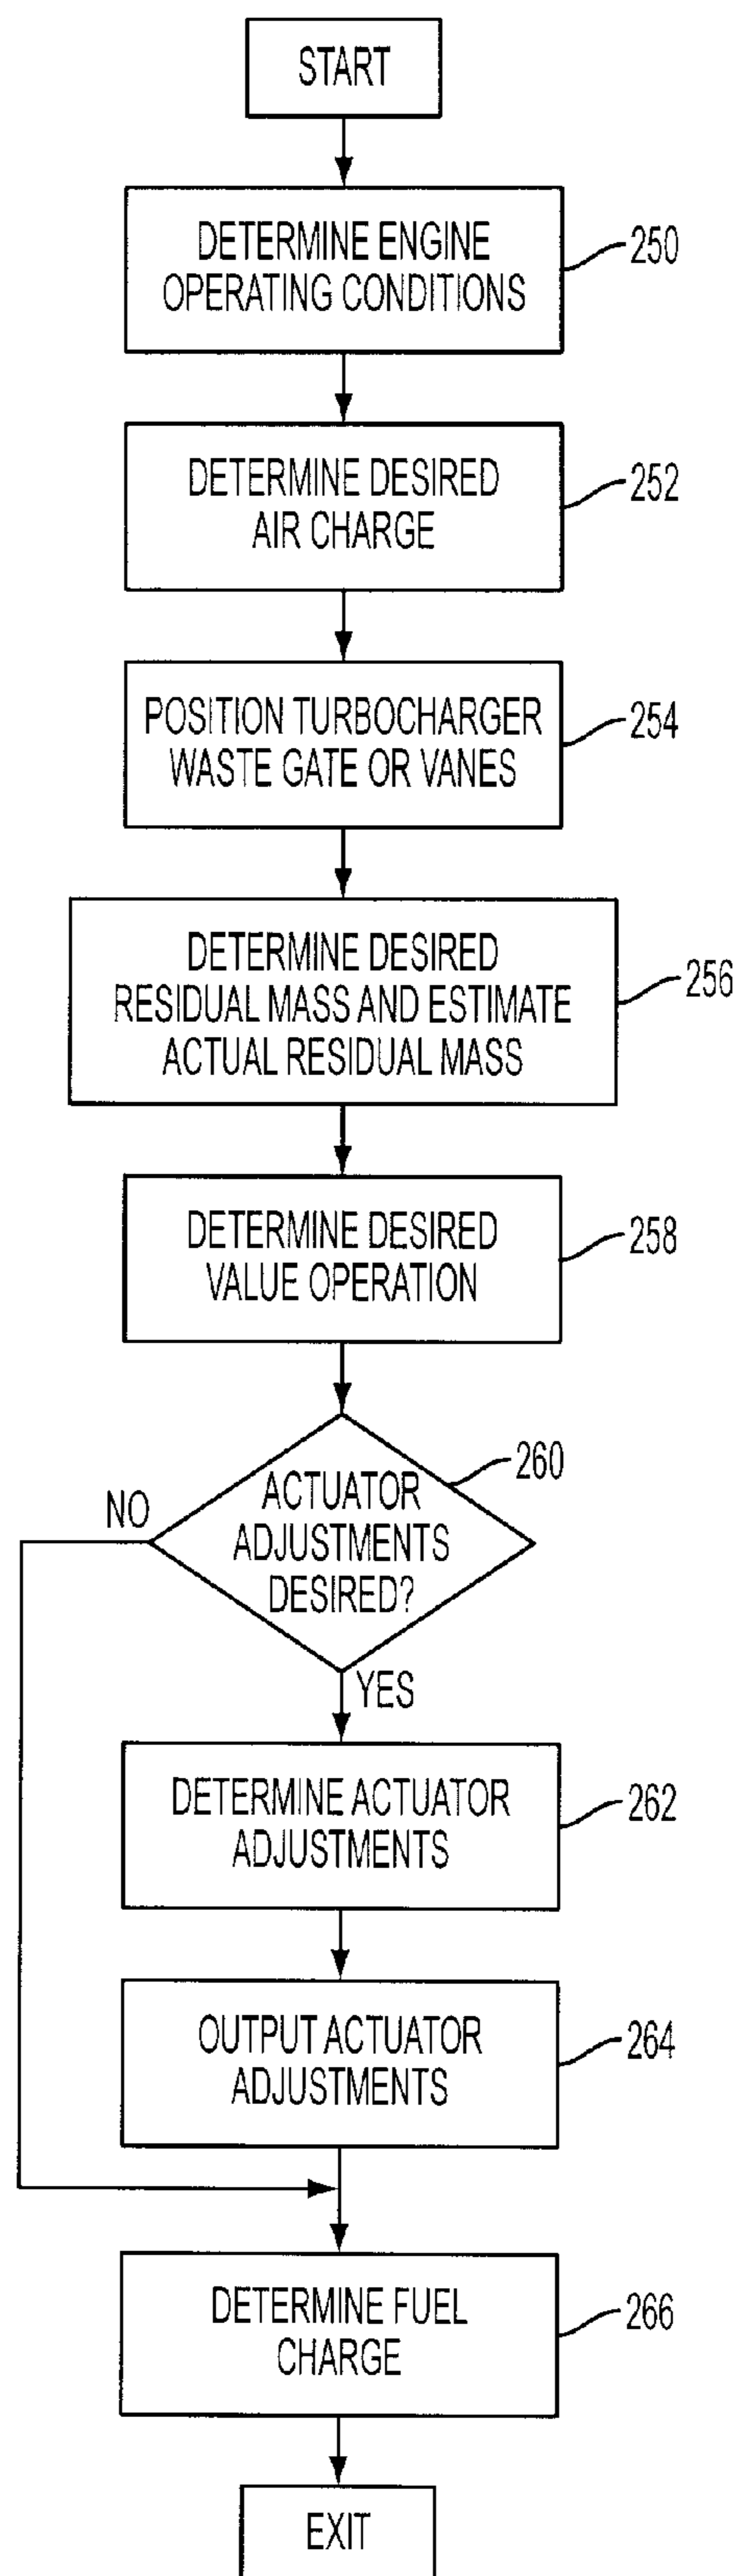 START
DETERMINE ENGINE
OPERATING CONDITIONS
250
DETERMINE DESIRED
AIR CHARGE
252
POSITION TURBOCHARGER
WASTE GATE OR VANES
254
DETERMINE DESIRED
RESIDUAL MASS AND ESTIMATE
ACTUAL RESIDUAL MASS
256
DETERMINE DESIRED
VALUE OPERATION
258
ACTUATOR
ADJUSTMENTS
DESIRED?
260
NO
YES
DETERMINE ACTUATOR
ADJUSTMENTS
262
OUTPUT ACTUATOR
ADJUSTMENTS
264
DETERMINE FUEL
CHARGE
266
EXIT